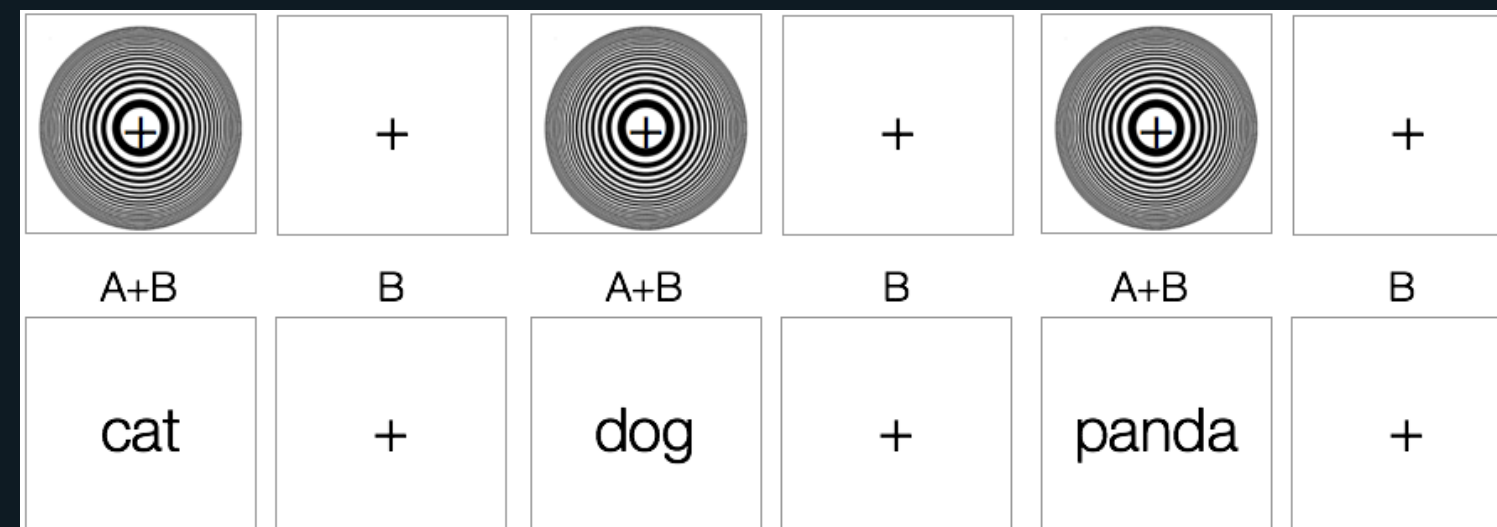 + + + + + +
A+B B A+B B A+B B
cat + dog + panda +